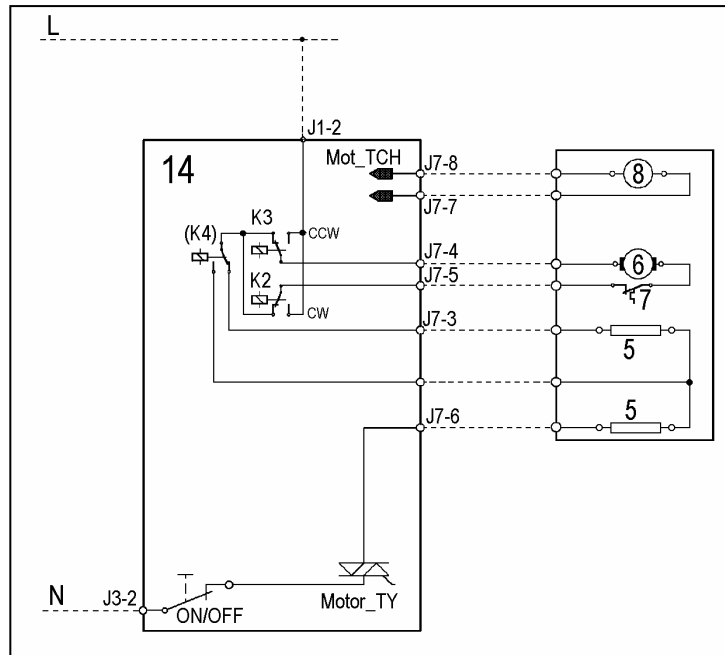 L
J1-2
14
Mot_TCH
J7-8
8
J7-7
K3
(K4)
CCW
J7-4
6
K2
J7-5
7
CW
J7-3
5
J7-6
5
N
J3-2
ON/OFF
Motor_TY